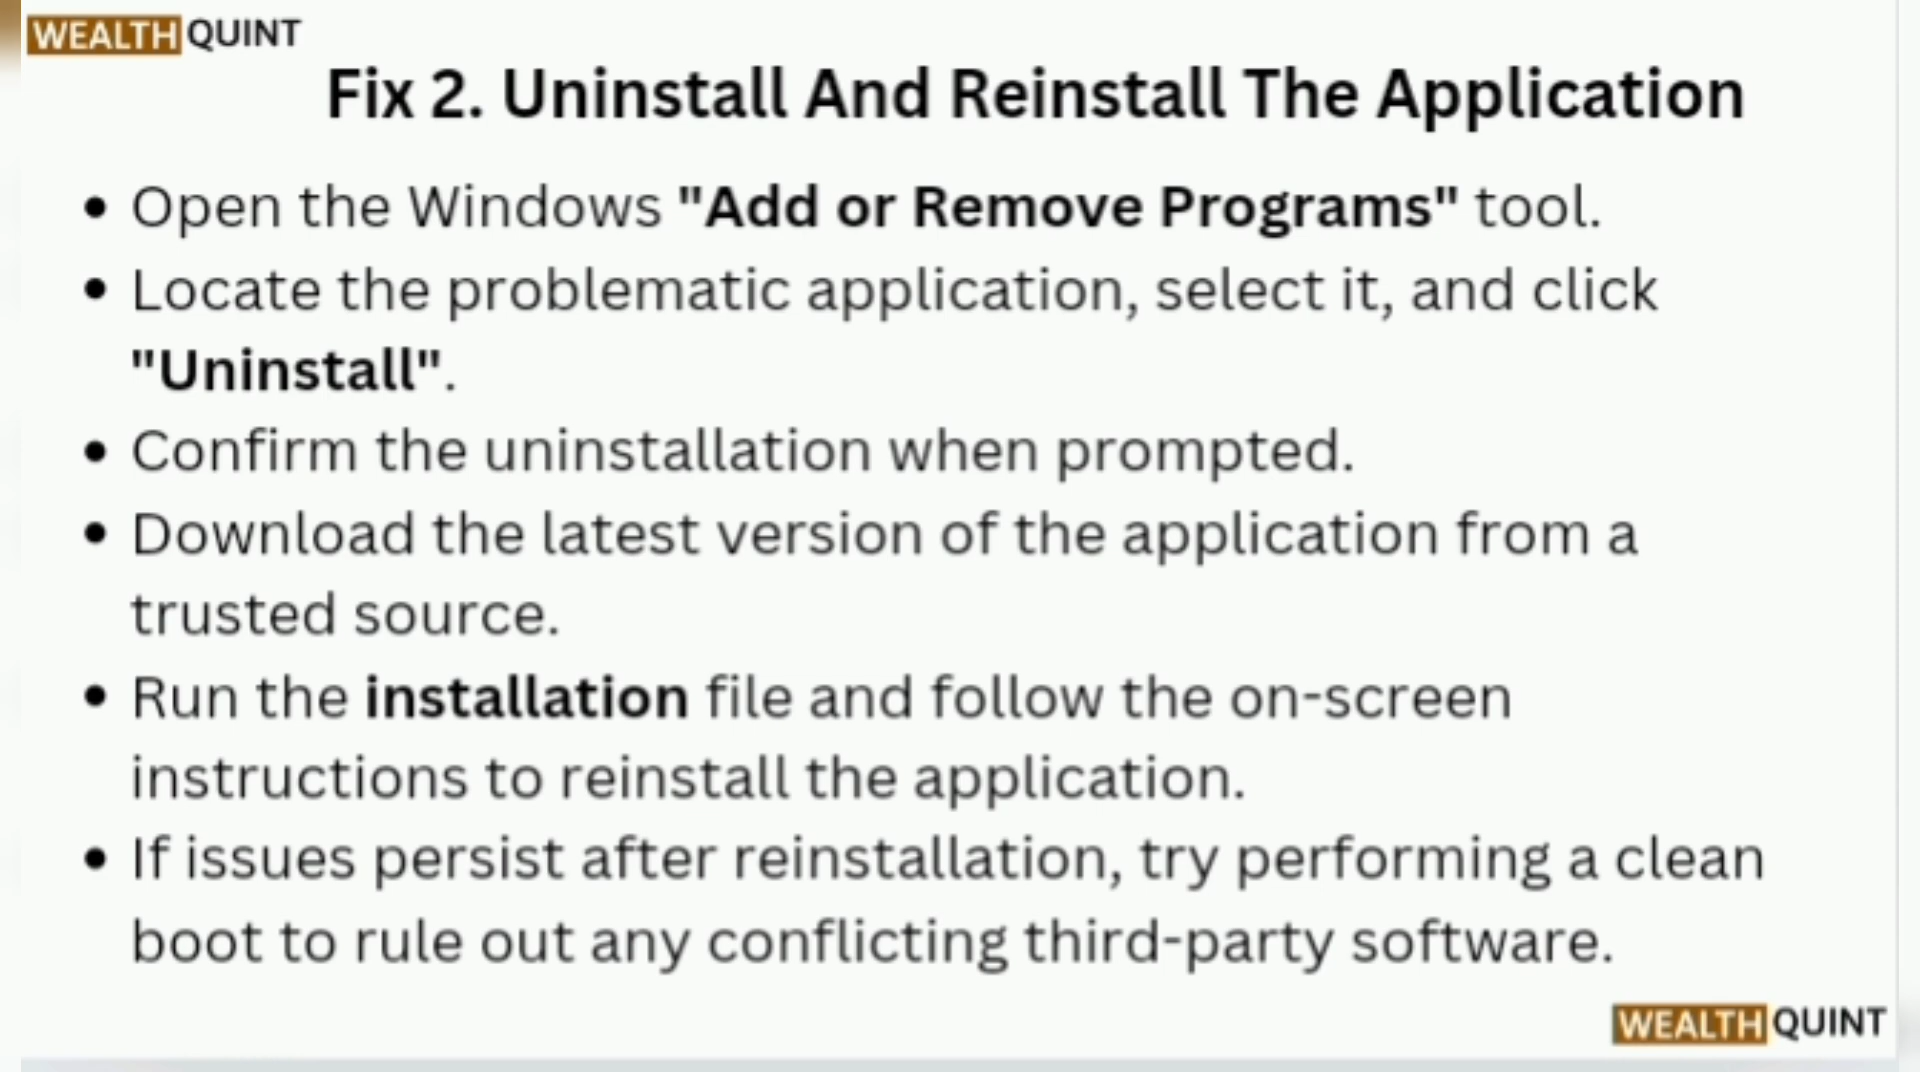 WEALTH QUINT
Fix 2. Uninstall And Reinstall The Application
• Open the Windows "Add or Remove Programs" tool.
• Locate the problematic application, select it, and click
"Uninstall".
• Confirm the uninstallation when prompted.
• Download the latest version of the application from a
trusted source.
• Run the installation file and follow the on-screen
instructions to reinstall the application.
• If issues persist after reinstallation, try performing a clean
boot to rule out any conflicting third-party software.
WEALTH QUINT